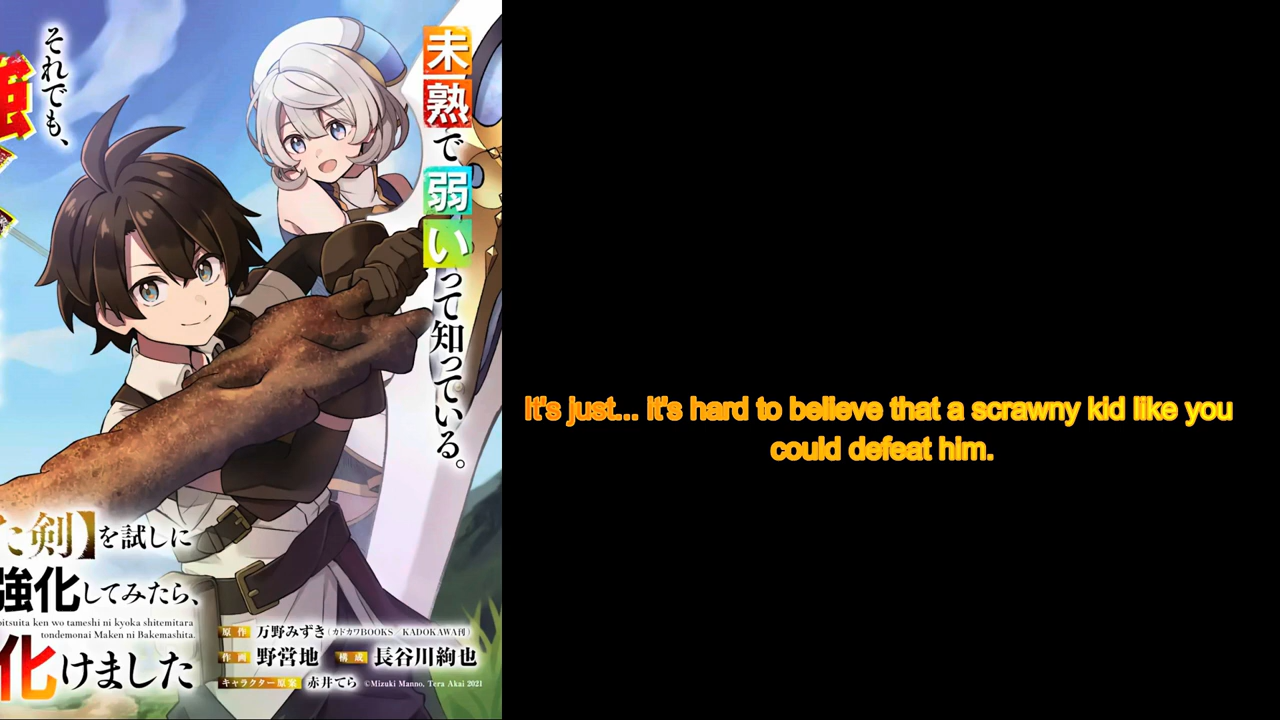 未熟で弱いって知っている。
それでも、
強
た剣】を試しに
強化してみたら、
oitsuita ken wo tameshi ni kyoka shitemitara
tondemonai Maken ni Bakemashita.
化けました
原作 万野みずき(カドカワBOOKS/KADOKAWA刊)
作画 野営地 構成 長谷川絢也
キャラクター原案 赤井てら ©Mizuki Manno, Tera Akai 2021
It's just... It's hard to believe that a scrawny kid like you
could defeat him.